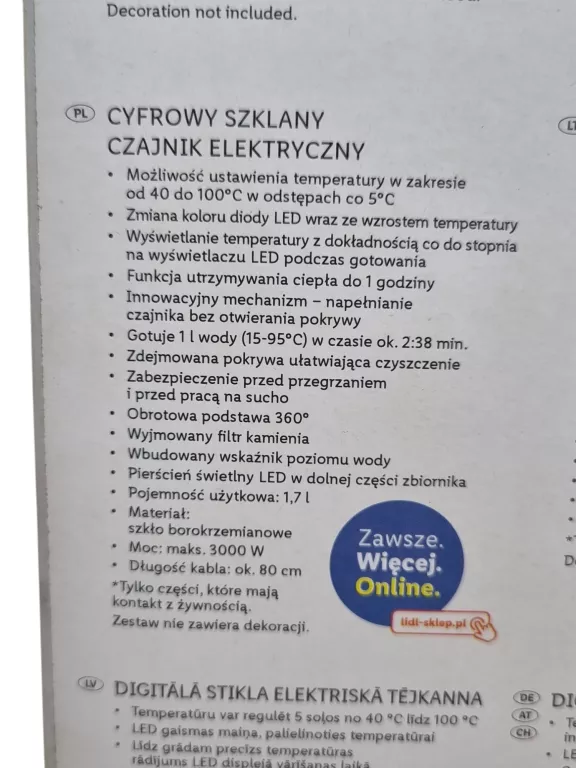 Decoration not included.
PL CYFROWY SZKLANY
CZAJNIK ELEKTRYCZNY
• Możliwość ustawienia temperatury w zakresie
od 40 do 100°C w odstępach co 5°C
• Zmiana koloru diody LED wraz ze wzrostem temperatury
• Wyświetlanie temperatury z dokładnością co do stopnia
na wyświetlaczu LED podczas gotowania
• Funkcja utrzymywania ciepła do 1 godziny
• Innowacyjny mechanizm – napełnianie
czajnika bez otwierania pokrywy
• Gotuje 1 l wody (15-95°C) w czasie ok. 2:38 min.
• Zdejmowana pokrywa ułatwiająca czyszczenie
• Zabezpieczenie przed przegrzaniem
i przed pracą na sucho
• Obrotowa podstawa 360°
• Wyjmowany filtr kamienia
• Wbudowany wskaźnik poziomu wody
• Pierścień świetlny LED w dolnej części zbiornika
• Pojemność użytkowa: 1,7 l
• Materiał:
szkło borokrzemianowe
• Moc: maks. 3000 W
• Długość kabla: ok. 80 cm
*Tylko części, które mają
kontakt z żywnością.
Zestaw nie zawiera dekoracji.
Zawsze.
Więcej.
Online.
lidl-sklep.pl
LV DIGITĀLĀ STIKLA ELEKTRISKĀ TĒJKANNA
• Temperatūru var regulēt 5 soļos no 40 °C līdz 100 °C
• LED gaismas maiņa, palielinoties temperatūrai
• Līdz grādam precīzs temperatūras
rādījums LED displejā vārīšanas laikā
LT
DE
AT
CH